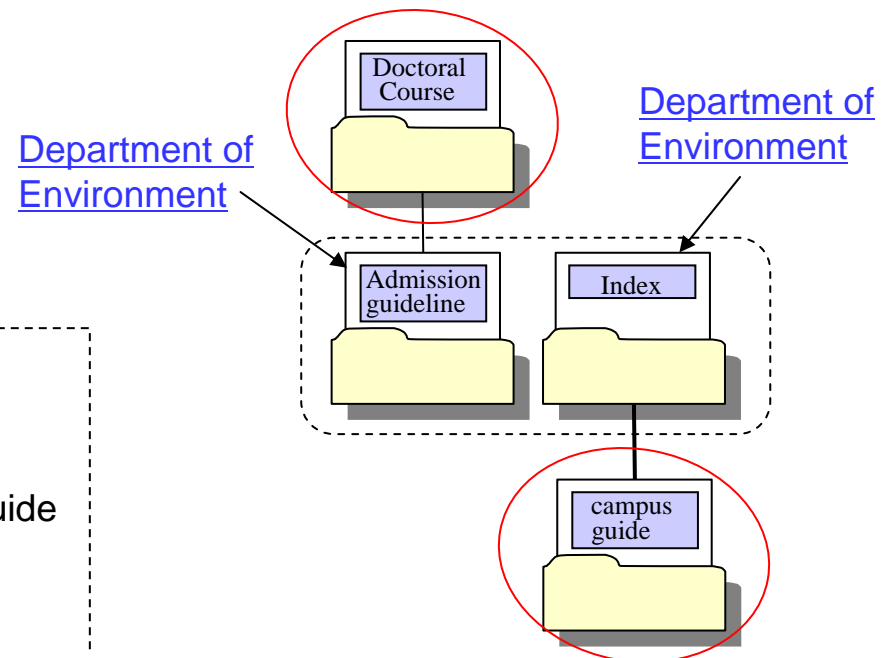 Doctoral
Course
Department of
Environment
Department of
Environment
Admission
guideline
Index
campus
guide